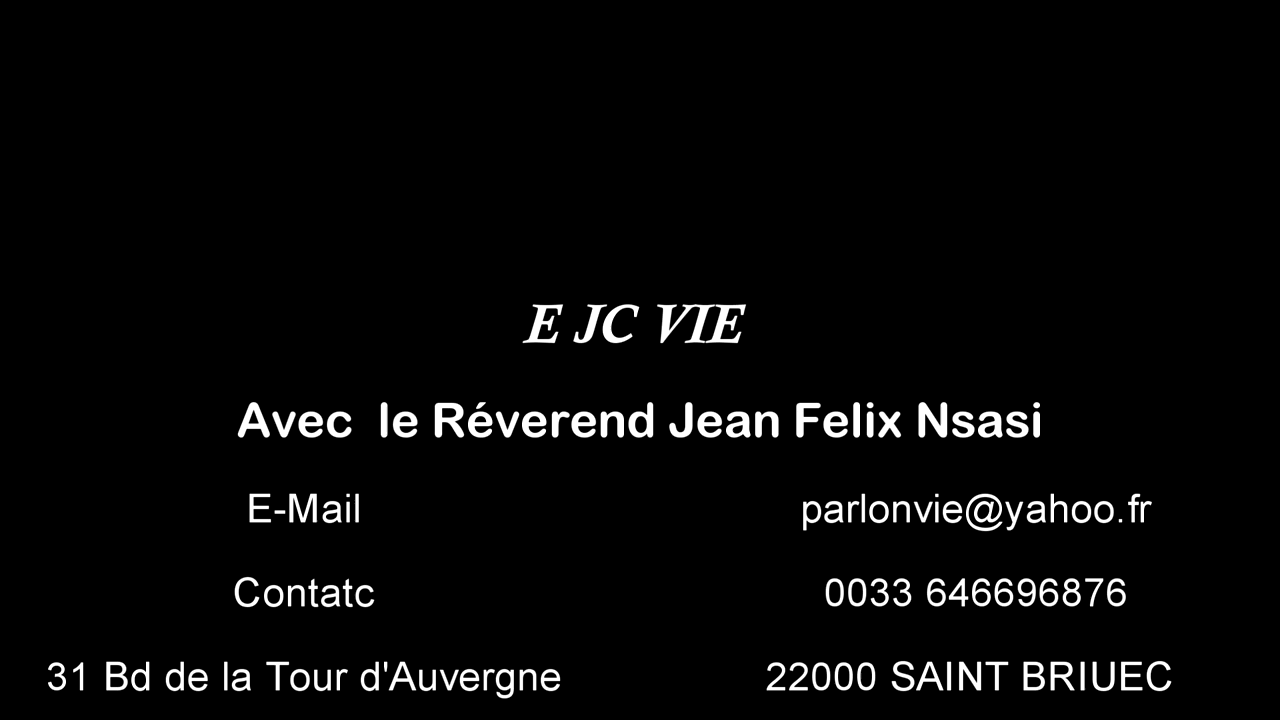 E JC VIE
Avec le Réverend Jean Felix Nsasi
E-Mail parlonvie@yahoo.fr
Contatc 0033 646696876
31 Bd de la Tour d'Auvergne 22000 SAINT BRIUEC